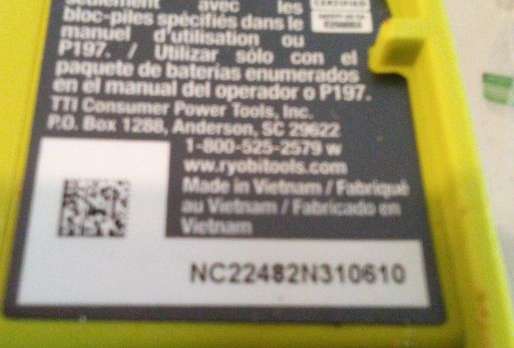 seulement avec les
bloc-piles spécifiés dans le
manuel d'utilisation ou
P197. / Utilizar sólo con el
paquete de baterías enumerados
en el manual del operador o P197.
TTI Consumer Power Tools, Inc.
P.O. Box 1288, Anderson, SC 29622
1-800-525-2579 w
ww.ryobitools.com
Made in Vietnam / Fabriqué
au Vietnam / Fabricado en
Vietnam
NC22482N310610